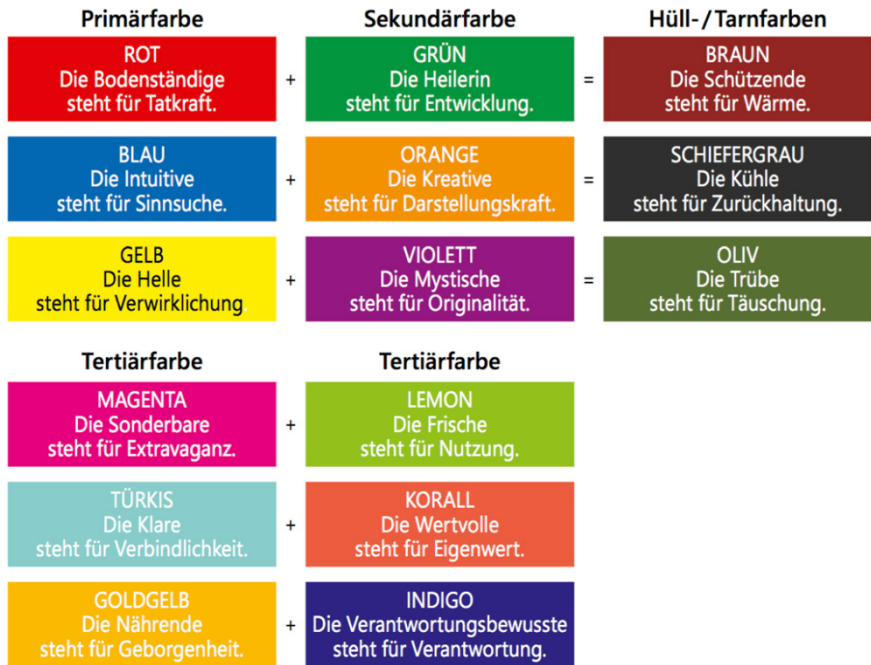 Primärfarbe Sekundärfarbe Hüll-/Tarnfarben
ROT
Die Bodenständige
steht für Tatkraft.
+
GRÜN
Die Heilerin
steht für Entwicklung.
=
BRAUN
Die Schützende
steht für Wärme.
BLAU
Die Intuitive
steht für Sinnsuche.
+
ORANGE
Die Kreative
steht für Darstellungskraft.
=
SCHIEFERGRAU
Die Kühle
steht für Zurückhaltung.
GELB
Die Helle
steht für Verwirklichung.
+
VIOLETT
Die Mystische
steht für Originalität.
=
OLIV
Die Trübe
steht für Täuschung.
Tertiärfarbe Tertiärfarbe
MAGENTA
Die Sonderbare
steht für Extravaganz.
+
LEMON
Die Frische
steht für Nutzung.
TÜRKIS
Die Klare
steht für Verbindlichkeit.
+
KORALL
Die Wertvolle
steht für Eigenwert.
GOLDGELB
Die Nährende
steht für Geborgenheit.
+
INDIGO
Die Verantwortungsbewusste
steht für Verantwortung.